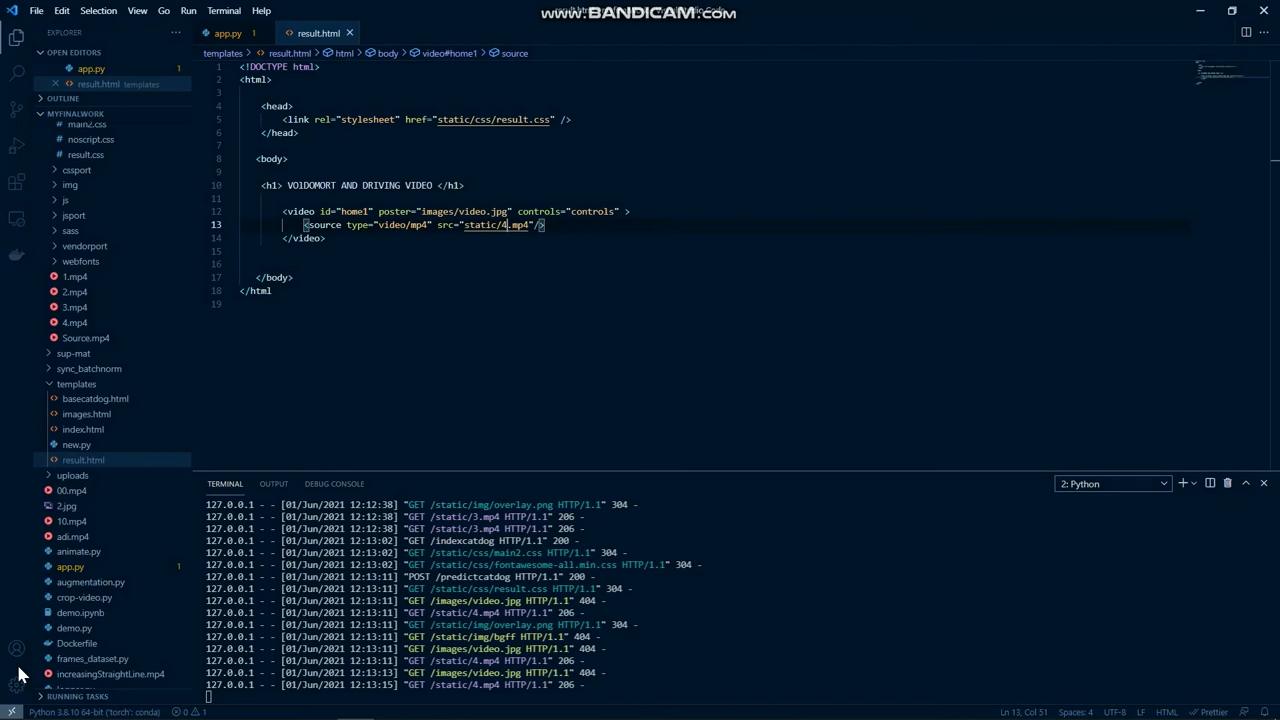 File Edit Selection View Go Run Terminal Help
www.BANDICAM.com
EXPLORER
OPEN EDITORS
app.py 1
result.html templates
OUTLINE
MYFINALWORK
main2.css
noscript.css
result.css
cssport
img
js
jsport
sass
vendorport
webfonts
1.mp4
2.mp4
3.mp4
4.mp4
Source.mp4
sup-mat
sync_batchnorm
templates
basecatdog.html
images.html
index.html
new.py
result.html
uploads
00.mp4
2.jpg
10.mp4
adi.mp4
animate.py
app.py 1
augmentation.py
crop-video.py
demo.ipynb
demo.py
Dockerfile
frames_dataset.py
increasingStraightLine.mp4
RUNNING TASKS
app.py 1 result.html
templates > result.html > html > body > video#home1 > source
1 <!DOCTYPE html>
2 <html>
3
4 <head>
5 <link rel="stylesheet" href="static/css/result.css" />
6 </head>
7
8 <body>
9
10 <h1> VO1DOMORT AND DRIVING VIDEO </h1>
11
12 <video id="home1" poster="images/video.jpg" controls="controls" >
13 <source type="video/mp4" src="static/4.mp4"/>
14 </video>
15
16
17 </body>
18 </html
19
TERMINAL OUTPUT DEBUG CONSOLE 2: Python
127.0.0.1 - - [01/Jun/2021 12:12:38] "GET /static/img/overlay.png HTTP/1.1" 304 -
127.0.0.1 - - [01/Jun/2021 12:12:38] "GET /static/3.mp4 HTTP/1.1" 206 -
127.0.0.1 - - [01/Jun/2021 12:12:38] "GET /static/3.mp4 HTTP/1.1" 206 -
127.0.0.1 - - [01/Jun/2021 12:13:02] "GET /indexcatdog HTTP/1.1" 200 -
127.0.0.1 - - [01/Jun/2021 12:13:02] "GET /static/css/main2.css HTTP/1.1" 304 -
127.0.0.1 - - [01/Jun/2021 12:13:02] "GET /static/css/fontawesome-all.min.css HTTP/1.1" 304 -
127.0.0.1 - - [01/Jun/2021 12:13:11] "POST /predictcatdog HTTP/1.1" 200 -
127.0.0.1 - - [01/Jun/2021 12:13:11] "GET /static/css/result.css HTTP/1.1" 304 -
127.0.0.1 - - [01/Jun/2021 12:13:11] "GET /images/video.jpg HTTP/1.1" 404 -
127.0.0.1 - - [01/Jun/2021 12:13:11] "GET /static/4.mp4 HTTP/1.1" 206 -
127.0.0.1 - - [01/Jun/2021 12:13:11] "GET /static/img/overlay.png HTTP/1.1" 304 -
127.0.0.1 - - [01/Jun/2021 12:13:11] "GET /static/img/bgff HTTP/1.1" 404 -
127.0.0.1 - - [01/Jun/2021 12:13:11] "GET /static/4.mp4 HTTP/1.1" 206 -
127.0.0.1 - - [01/Jun/2021 12:13:13] "GET /images/video.jpg HTTP/1.1" 404 -
127.0.0.1 - - [01/Jun/2021 12:13:15] "GET /static/4.mp4 HTTP/1.1" 206 -
Python 3.8.10 64-bit ('torch': conda) 0 1 Ln 13, Col 51 Spaces: 4 UTF-8 LF HTML Prettier